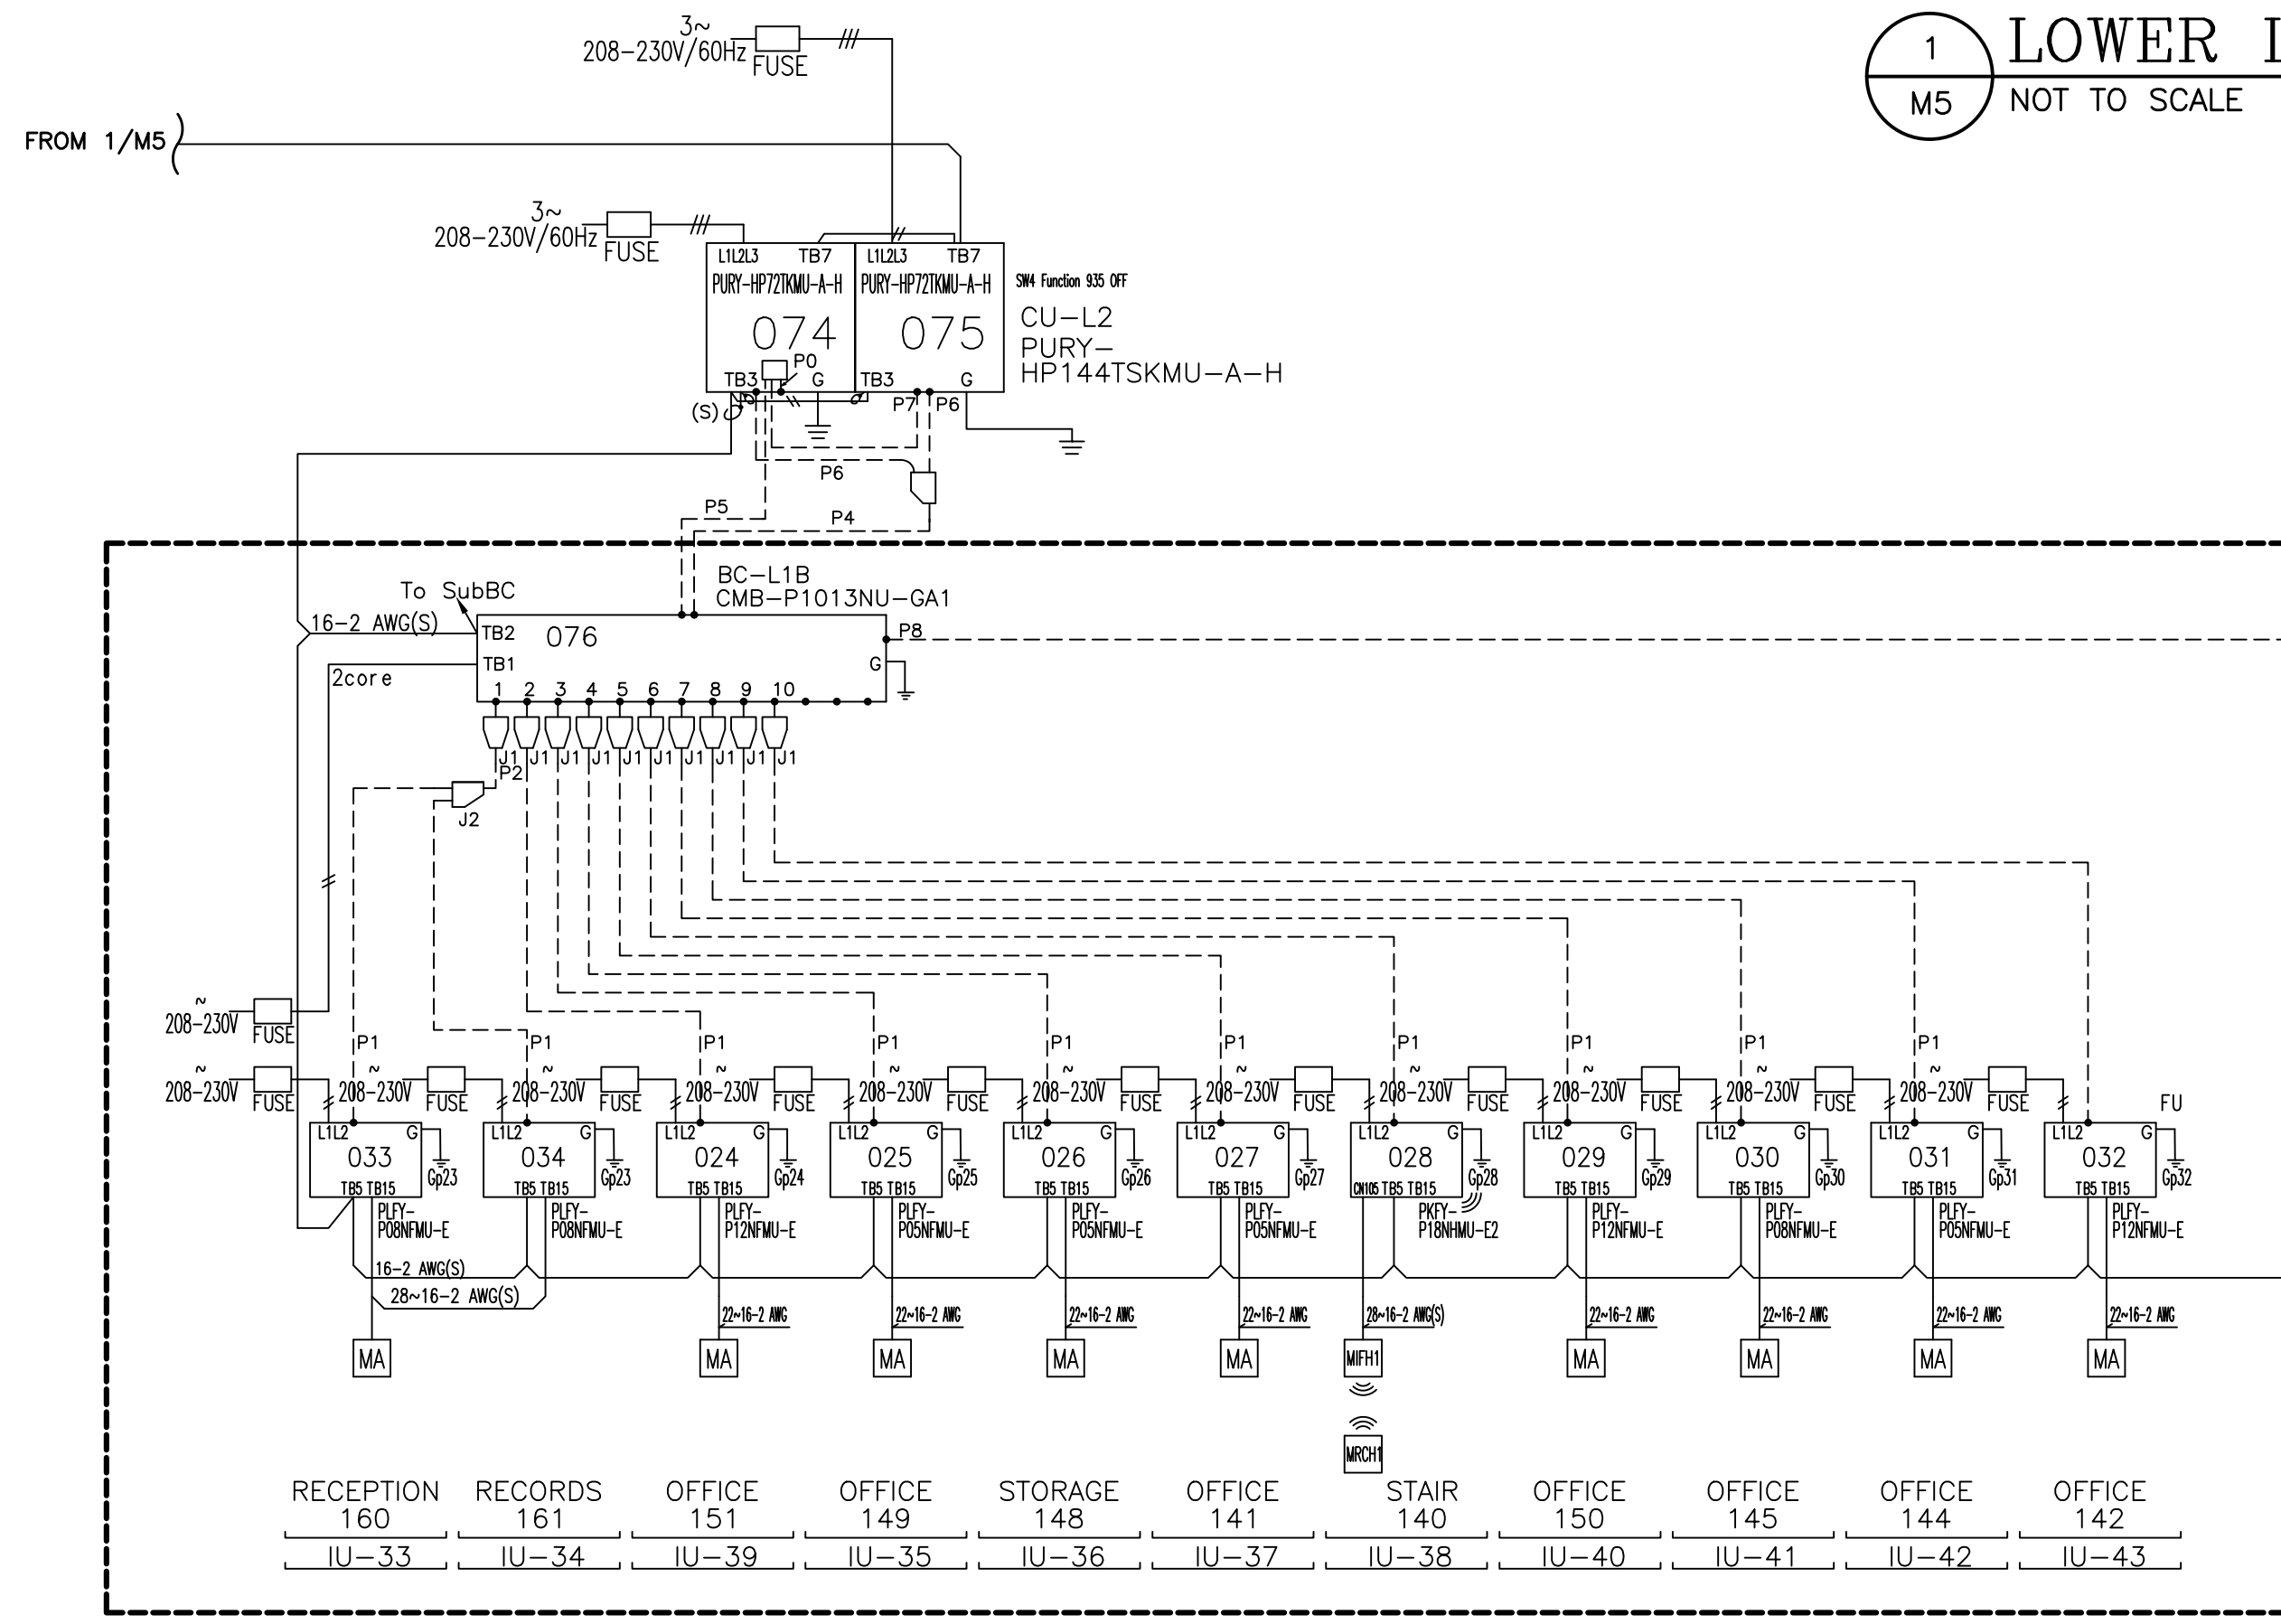 3~
208-230V/60Hz
FUSE
1
M5
LOWER
NOT TO SCALE
FROM 1/M5
3~
208-230V/60Hz
FUSE
L1L2L3 TB7
L1L2L3 TB7
PURY-HP72TKMU-A-H
PURY-HP72TKMU-A-H
SW4 Function 935 OFF
074
075
CU-L2
PURY-
HP144TSKMU-A-H
P0
TB3 G
TB3 G
(S)
P7 P6
P6
P5
P4
BC-L1B
CMB-P1013NU-GA1
To SubBC
16-2 AWG(S)
TB2 076
P8
TB1
G
2core
1 2 3 4 5 6 7 8 9 10
J1 J1 J1 J1 J1 J1 J1 J1 J1 J1
P2
J2
~
208-230V
FUSE
P1 P1 P1 P1 P1 P1 P1 P1 P1 P1
~ ~ ~ ~ ~ ~ ~ ~ ~ ~ ~
208-230V 208-230V 208-230V 208-230V 208-230V 208-230V 208-230V 208-230V 208-230V 208-230V 208-230V
FUSE FUSE FUSE FUSE FUSE FUSE FUSE FUSE FUSE FUSE FUSE FU
L1L2 G L1L2 G L1L2 G L1L2 G L1L2 G L1L2 G L1L2 G L1L2 G L1L2 G L1L2 G L1L2 G
033 034 024 025 026 027 028 029 030 031 032
Gp23 Gp23 Gp24 Gp25 Gp26 Gp27 Gp28 Gp29 Gp30 Gp31 Gp32
TB5 TB15 TB5 TB15 TB5 TB15 TB5 TB15 TB5 TB15 TB5 TB15 CN105 TB5 TB15 TB5 TB15 TB5 TB15 TB5 TB15 TB5 TB15
PLFY- PLFY- PLFY- PLFY- PLFY- PLFY- PKFY- PLFY- PLFY- PLFY- PLFY-
P08NFMU-E P08NFMU-E P12NFMU-E P05NFMU-E P05NFMU-E P05NFMU-E P18NHMU-E2 P12NFMU-E P08NFMU-E P05NFMU-E P12NFMU-E
16-2 AWG(S)
28~16-2 AWG(S)
22~16-2 AWG 22~16-2 AWG 22~16-2 AWG 22~16-2 AWG 28~16-2 AWG(S) 22~16-2 AWG 22~16-2 AWG 22~16-2 AWG 22~16-2 AWG
MA MA MA MA MA MIFH1 MA MA MA MA
MRCH1
RECEPTION RECORDS OFFICE OFFICE STORAGE OFFICE STAIR OFFICE OFFICE OFFICE OFFICE
160 161 151 149 148 141 140 150 145 144 142
IU-33 IU-34 IU-39 IU-35 IU-36 IU-37 IU-38 IU-40 IU-41 IU-42 IU-43